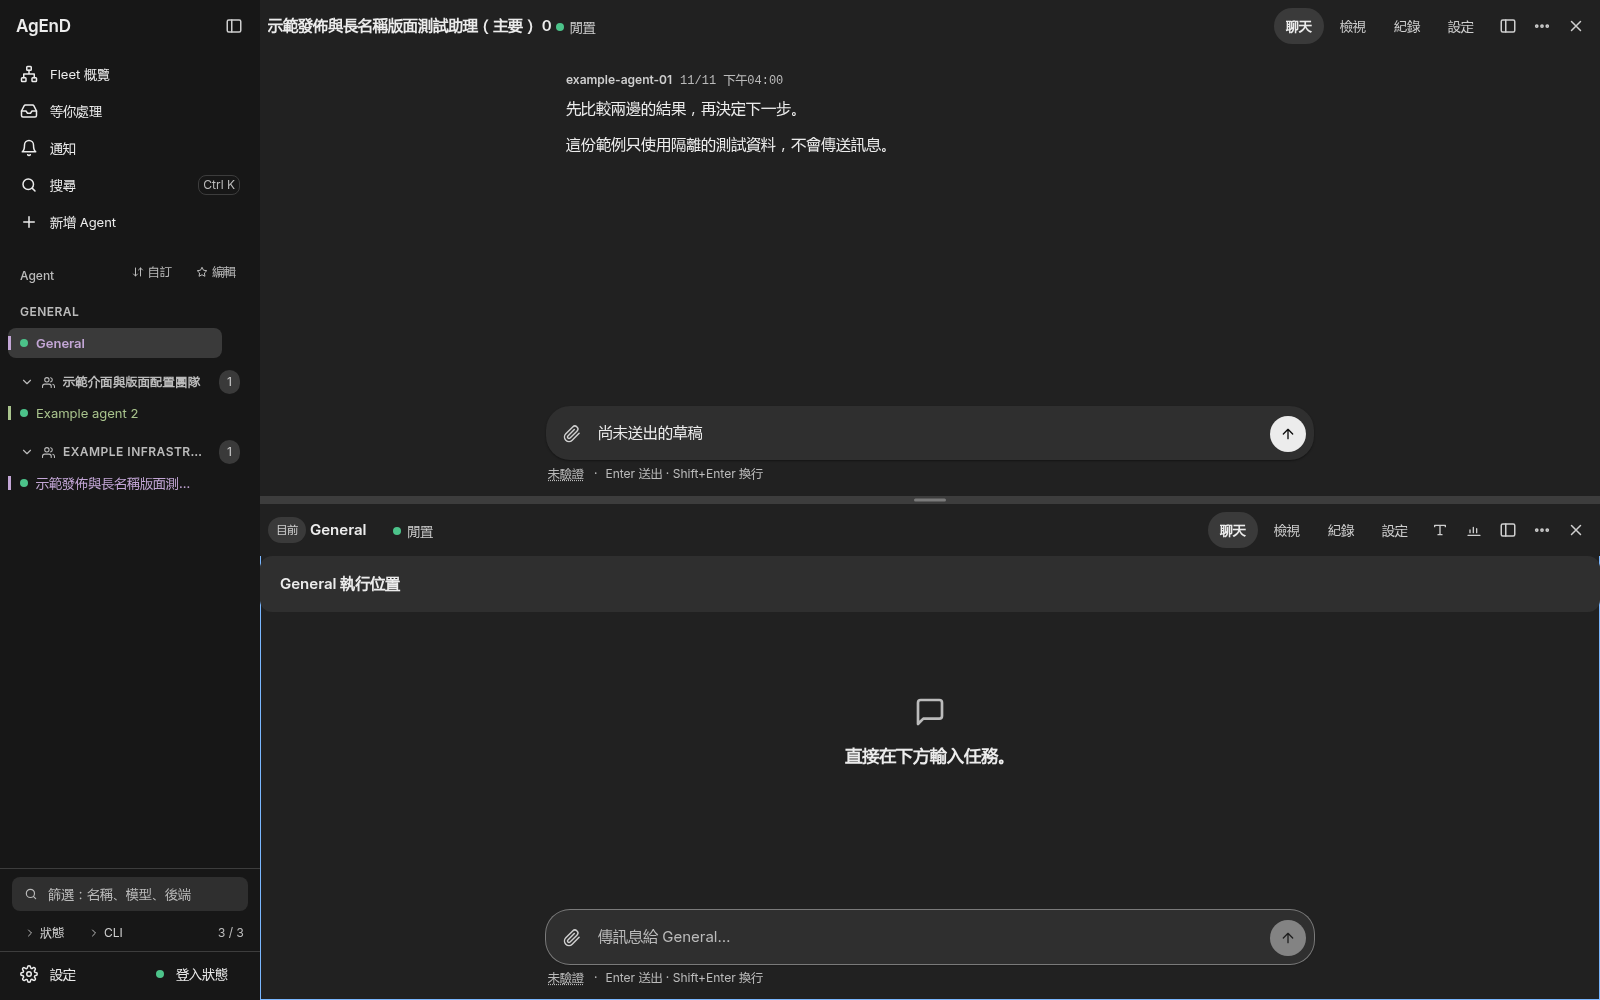 AgEnD
Fleet 概覽
等你處理
通知
搜尋 Ctrl K
新增 Agent
Agent 自訂 編輯
GENERAL
General
示範介面與版面配置團隊 1
Example agent 2
EXAMPLE INFRASTR... 1
示範發佈與長名稱版面測...
篩選：名稱、模型、後端
狀態 CLI 3 / 3
設定 登入狀態
示範發佈與長名稱版面測試助理（主要）0 閒置 聊天 檢視 紀錄 設定
example-agent-01 11/11 下午04:00
先比較兩邊的結果，再決定下一步。
這份範例只使用隔離的測試資料，不會傳送訊息。
尚未送出的草稿
未驗證 · Enter 送出 · Shift+Enter 換行
目前 General 閒置 聊天 檢視 紀錄 設定
General 執行位置
直接在下方輸入任務。
傳訊息給 General...
未驗證 · Enter 送出 · Shift+Enter 換行